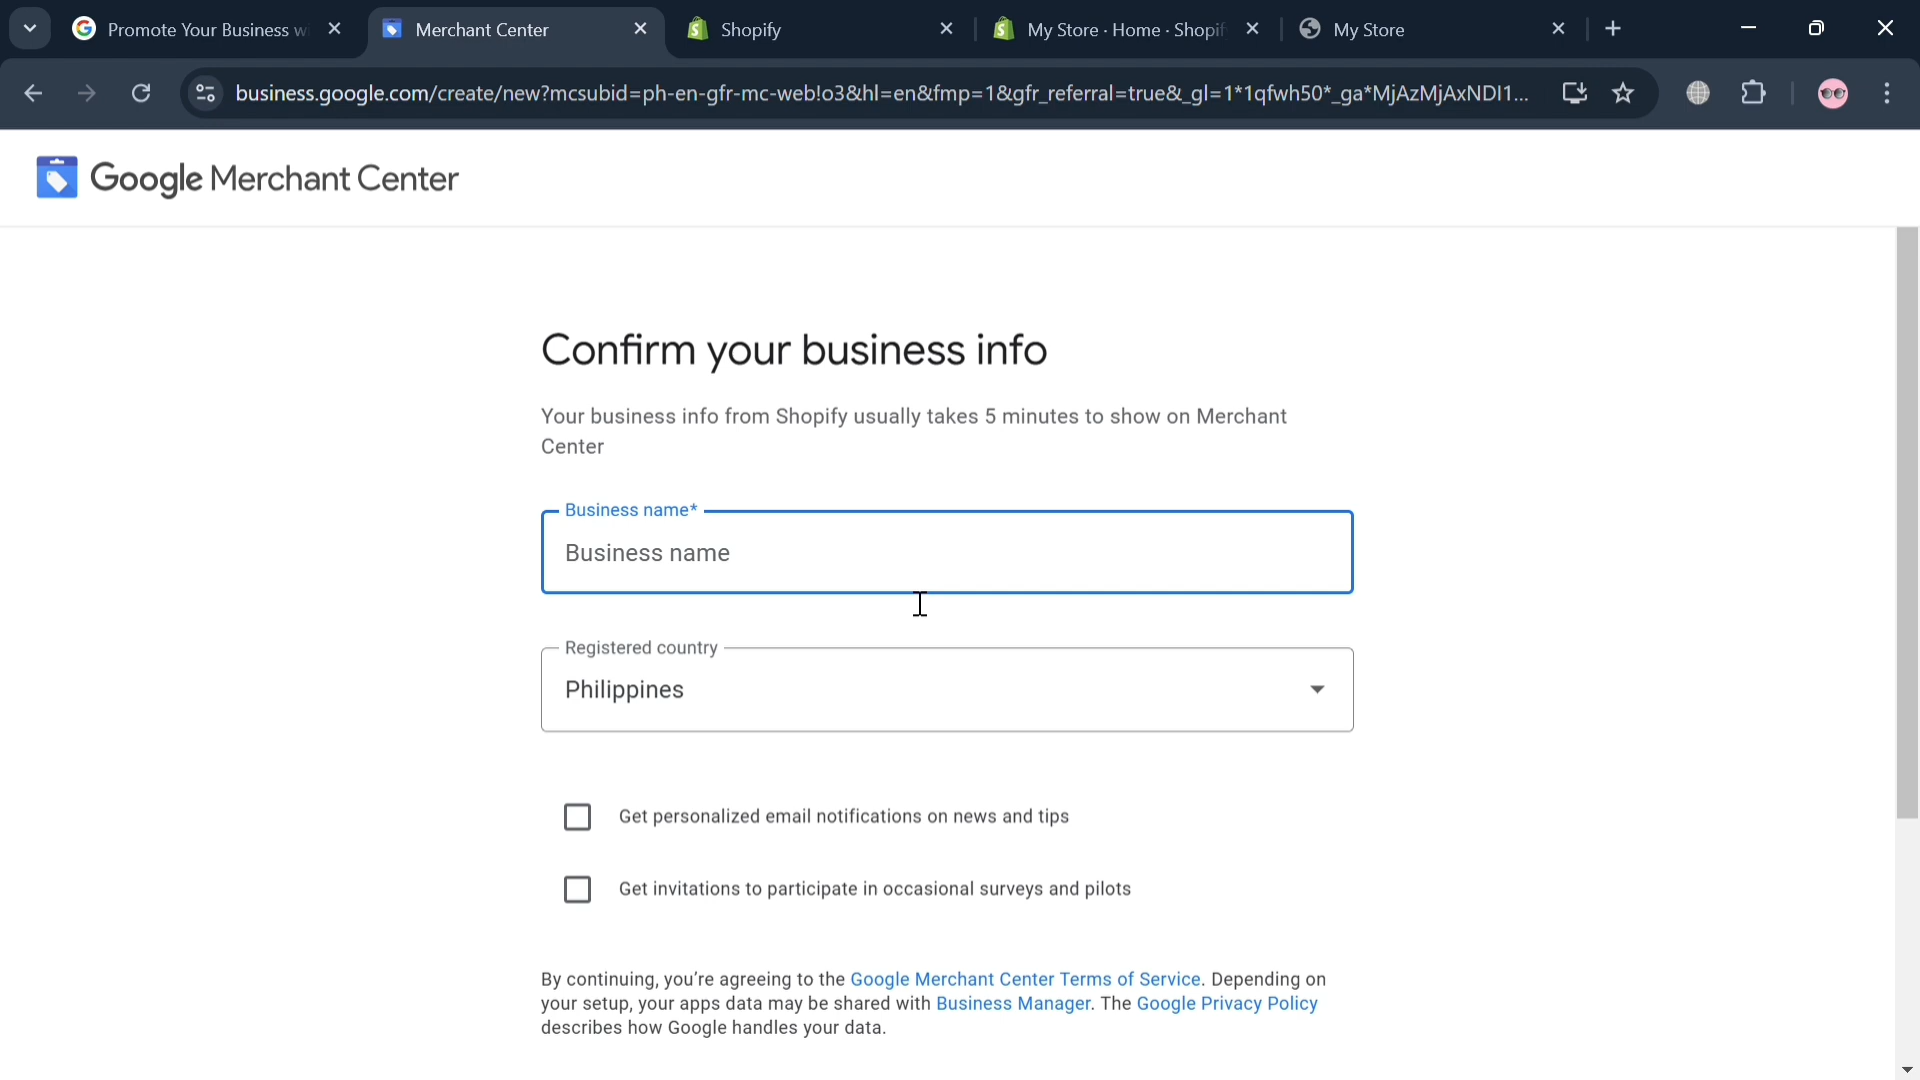 Promote Your Business w
Merchant Center
Shopify
My Store · Home · Shopif
My Store
business.google.com/create/new?mcsubid=ph-en-gfr-mc-web!o3&hl=en&fmp=1&gfr_referral=true&_gl=1*1qfwh50*_ga*MjAzMjAxNDI1...
Google Merchant Center
Confirm your business info
Your business info from Shopify usually takes 5 minutes to show on Merchant
Center
Business name*
Business name
Registered country
Philippines
Get personalized email notifications on news and tips
Get invitations to participate in occasional surveys and pilots
By continuing, you're agreeing to the Google Merchant Center Terms of Service. Depending on
your setup, your apps data may be shared with Business Manager. The Google Privacy Policy
describes how Google handles your data.